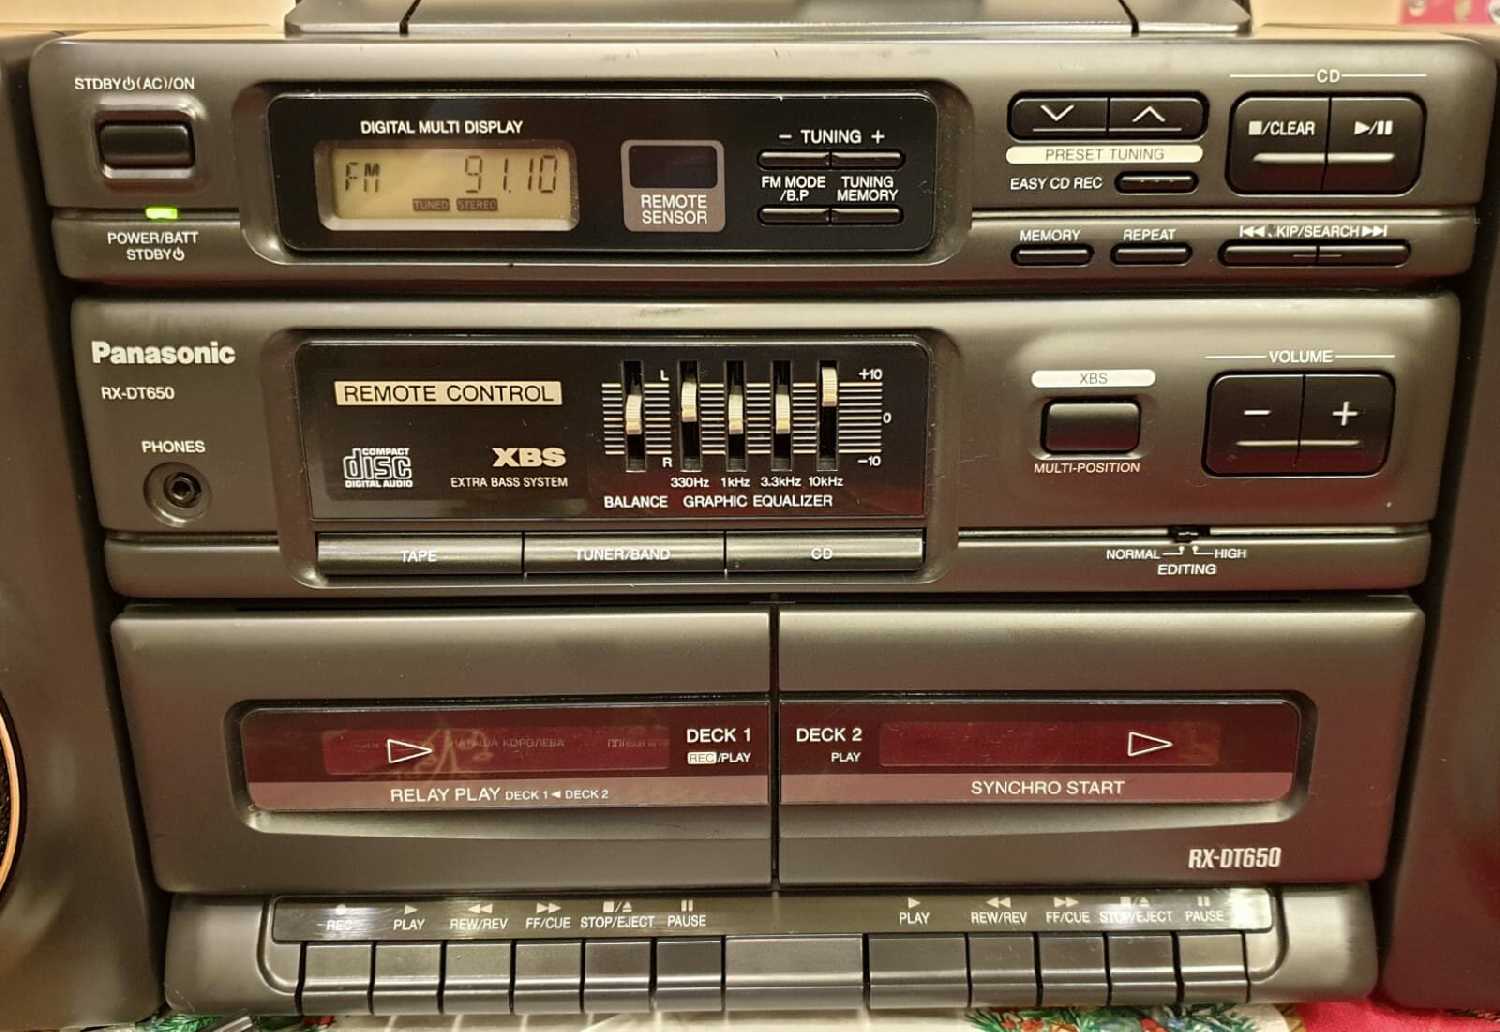 CD
STDBY⏻(AC)/ON
DIGITAL MULTI DISPLAY
− TUNING +
■/CLEAR
▶/II
FM 91.10
TUNED STEREO
REMOTE
SENSOR
FM MODE
/B.P
TUNING
MEMORY
PRESET TUNING
EASY CD REC
POWER/BATT
STDBY⏻
MEMORY
REPEAT
KIP/SEARCH
Panasonic
RX-DT650
PHONES
REMOTE CONTROL
COMPACT
disc
DIGITAL AUDIO
XBS
EXTRA BASS SYSTEM
L
R
+10
0
−10
330Hz 1kHz 3.3kHz 10kHz
BALANCE GRAPHIC EQUALIZER
XBS
MULTI-POSITION
VOLUME
− +
TAPE
TUNER/BAND
CD
NORMAL HIGH
EDITING
DECK 1
REC/PLAY
НАТАША КОРОЛЕВА
RELAY PLAY DECK 1 ◄ DECK 2
DECK 2
PLAY
SYNCHRO START
RX-DT650
REC PLAY REW/REV FF/CUE STOP/EJECT PAUSE
PLAY REW/REV FF/CUE STOP/EJECT PAUSE